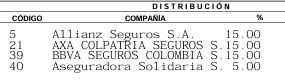 DISTRIBUCIÓN
CÓDIGO COMPAÑÍA %
5 Allianz Seguros S.A. 15.00
21 AXA COLPATRIA SEGUROS S.15.00
39 BBVA SEGUROS COLOMBIA S.15.00
40 Aseguradora Solidaria S. 5.00